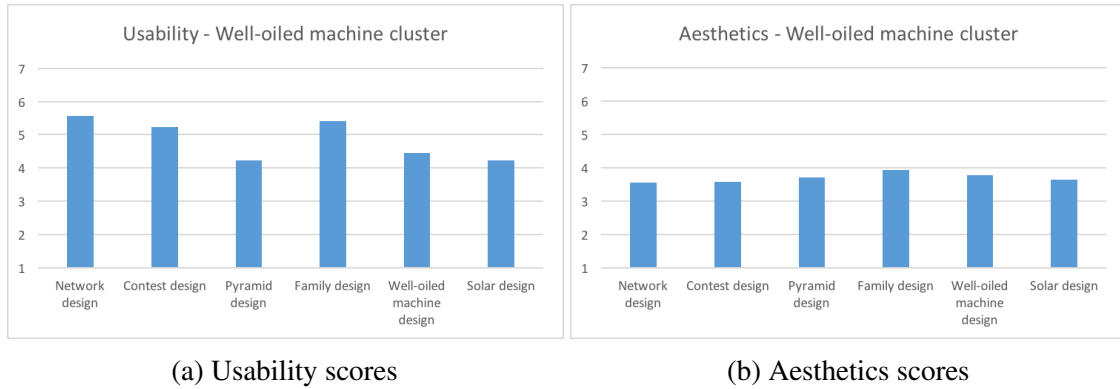 Usability - Well-oiled machine cluster
7
6
5
4
3
2
1
Network design
Contest design
Pyramid design
Family design
Well-oiled machine design
Solar design
(a) Usability scores
Aesthetics - Well-oiled machine cluster
7
6
5
4
3
2
1
Network design
Contest design
Pyramid design
Family design
Well-oiled machine design
Solar design
(b) Aesthetics scores